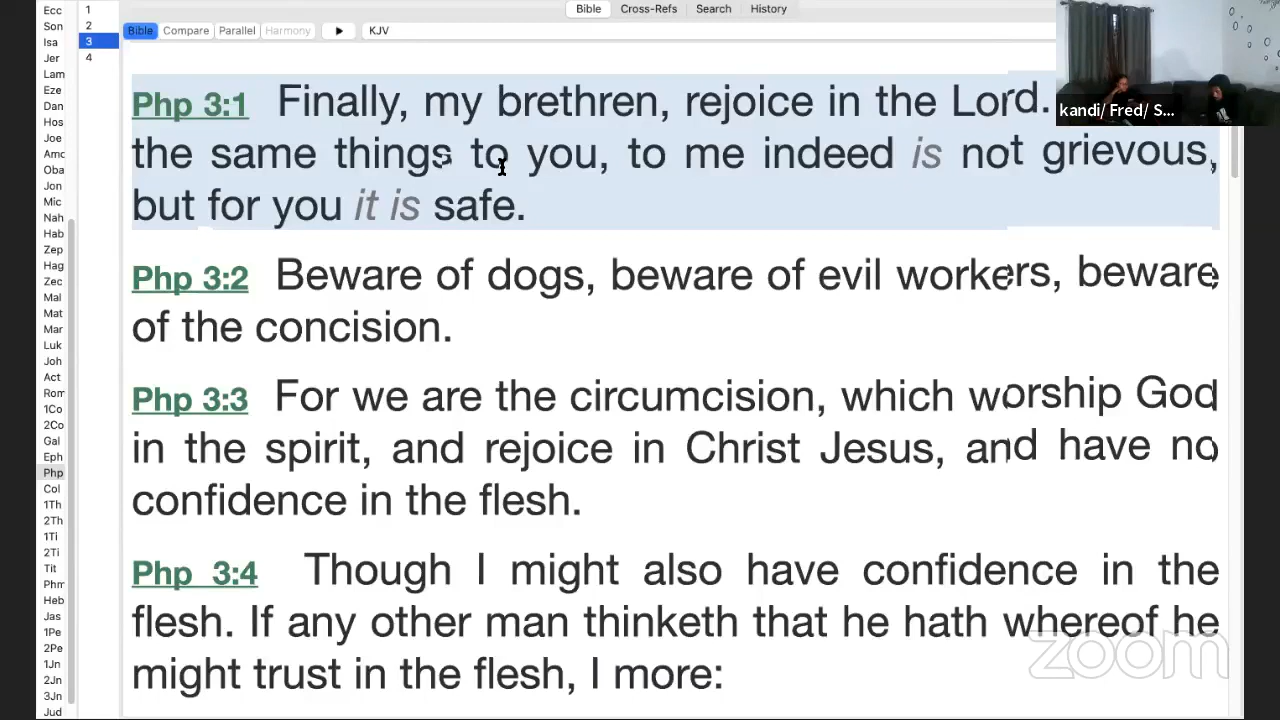 Bible Cross-Refs Search History
Bible Compare Parallel Harmony KJV
Ecc
Son
Isa
Jer
Lam
Eze
Dan
Hos
Joe
Amo
Oba
Jon
Mic
Nah
Hab
Zep
Hag
Zec
Mal
Mat
Mar
Luk
Joh
Act
Rom
1Co
2Co
Gal
Eph
Php
Col
1Th
2Th
1Ti
2Ti
Tit
Phm
Heb
Jas
1Pe
2Pe
1Jn
2Jn
3Jn
Jud
1
2
3
4
Php 3:1 Finally, my brethren, rejoice in the Lord.
the same things to you, to me indeed is not grievous,
but for you it is safe.
Php 3:2 Beware of dogs, beware of evil workers, beware
of the concision.
Php 3:3 For we are the circumcision, which worship God
in the spirit, and rejoice in Christ Jesus, and have no
confidence in the flesh.
Php 3:4 Though I might also have confidence in the
flesh. If any other man thinketh that he hath whereof he
might trust in the flesh, I more:
kandi/ Fred/ S...
zoom